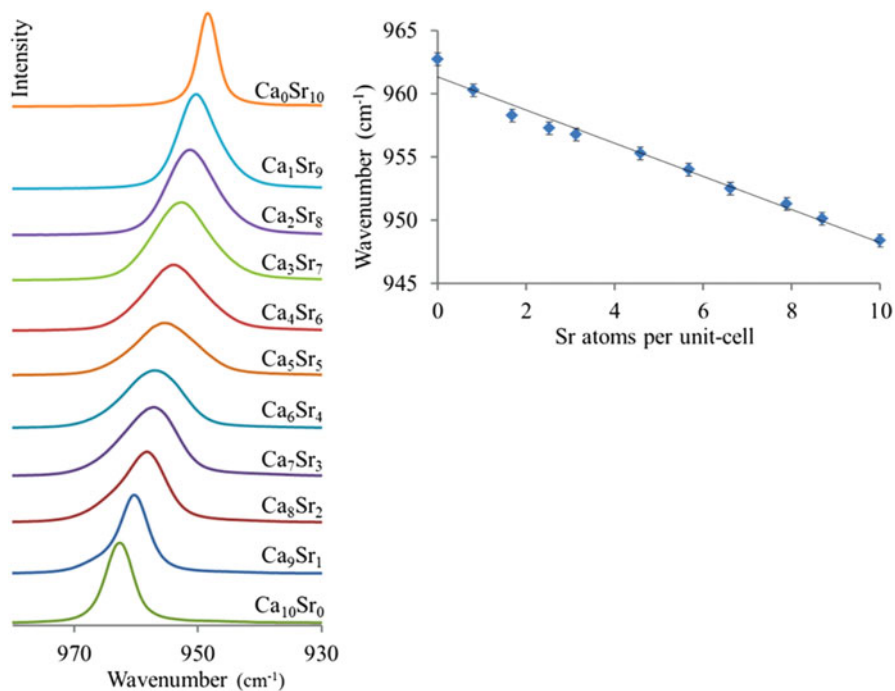 Intensity
Ca₀Sr₁₀
Ca₁Sr₉
Ca₂Sr₈
Ca₃Sr₇
Ca₄Sr₆
Ca₅Sr₅
Ca₆Sr₄
Ca₇Sr₃
Ca₈Sr₂
Ca₉Sr₁
Ca₁₀Sr₀
970 950 930
Wavenumber (cm⁻¹)
Wavenumber (cm⁻¹)
965
960
955
950
945
0 2 4 6 8 10
Sr atoms per unit-cell